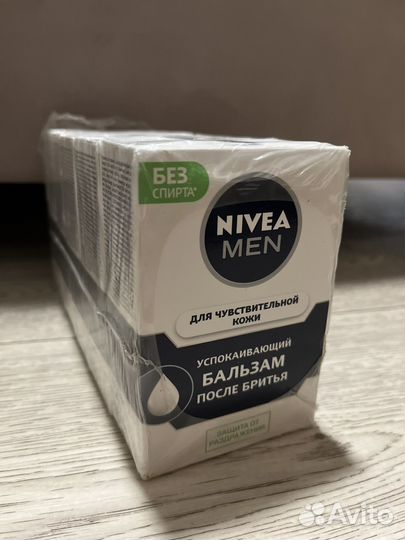 БЕЗ
СПИРТА*
NIVEA
MEN
ДЛЯ ЧУВСТВИТЕЛЬНОЙ
КОЖИ
УСПОКАИВАЮЩИЙ
БАЛЬЗАМ
ПОСЛЕ БРИТЬЯ
ЗАЩИТА ОТ
РАЗДРАЖЕНИЯ
Avito